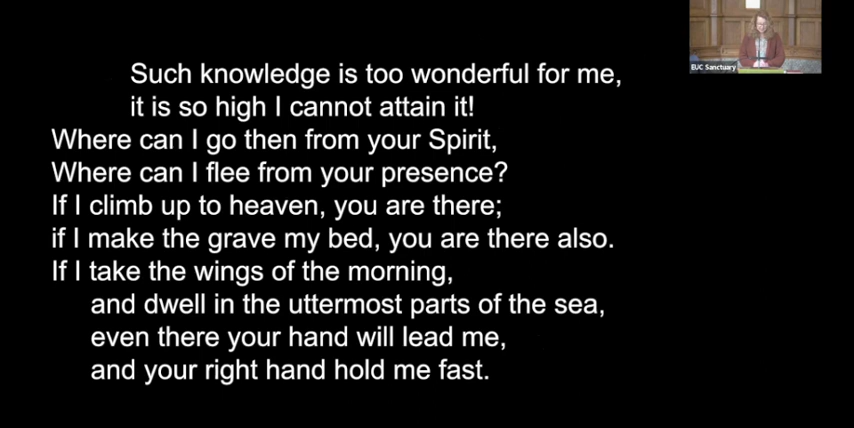 Such knowledge is too wonderful for me,
it is so high I cannot attain it!
Where can I go then from your Spirit,
Where can I flee from your presence?
If I climb up to heaven, you are there;
if I make the grave my bed, you are there also.
If I take the wings of the morning,
and dwell in the uttermost parts of the sea,
even there your hand will lead me,
and your right hand hold me fast.
EUC Sanctuary